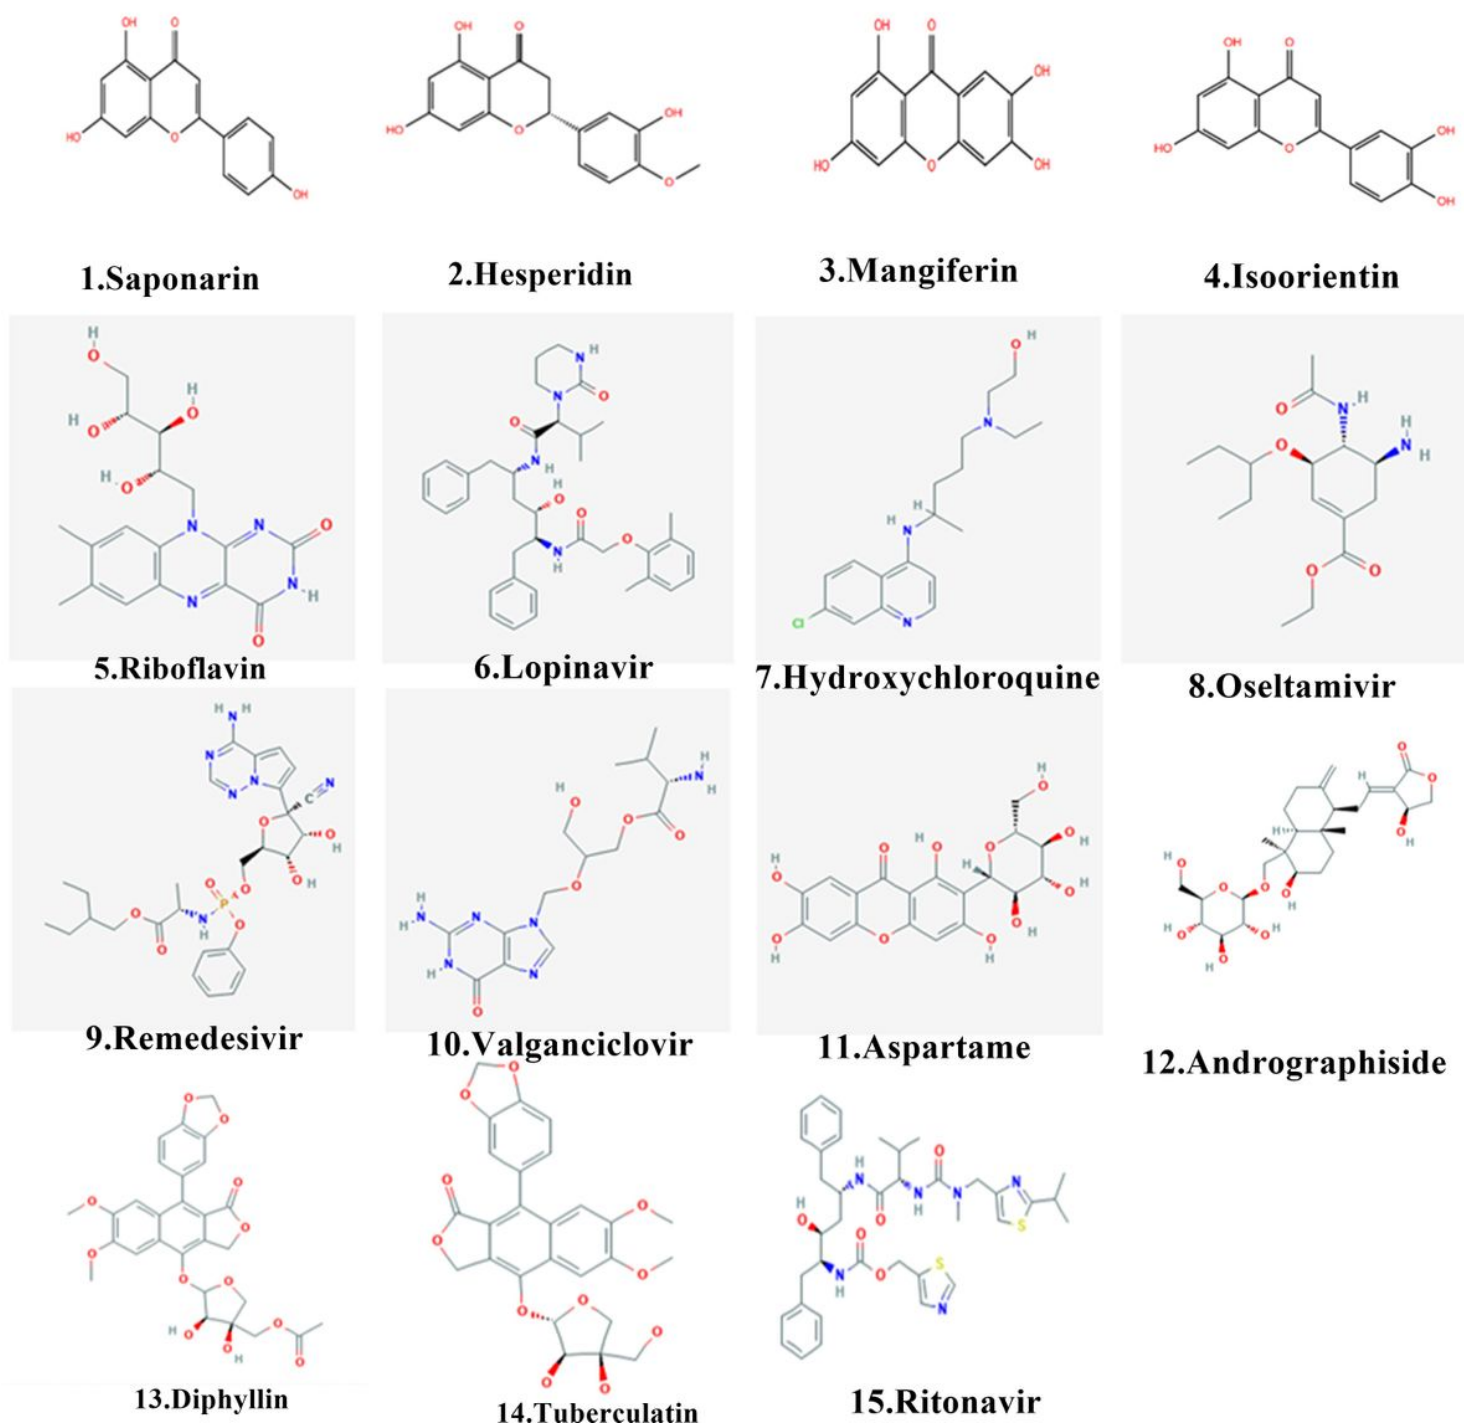 1.Saponarin
2.Hesperidin
3.Mangiferin
4.Isoorientin
5.Riboflavin
6.Lopinavir
7.Hydroxychloroquine
8.Oseltamivir
9.Remedesivir
10.Valganciclovir
11.Aspartame
12.Andrographiside
13.Diphyllin
14.Tuberculatin
15.Ritonavir